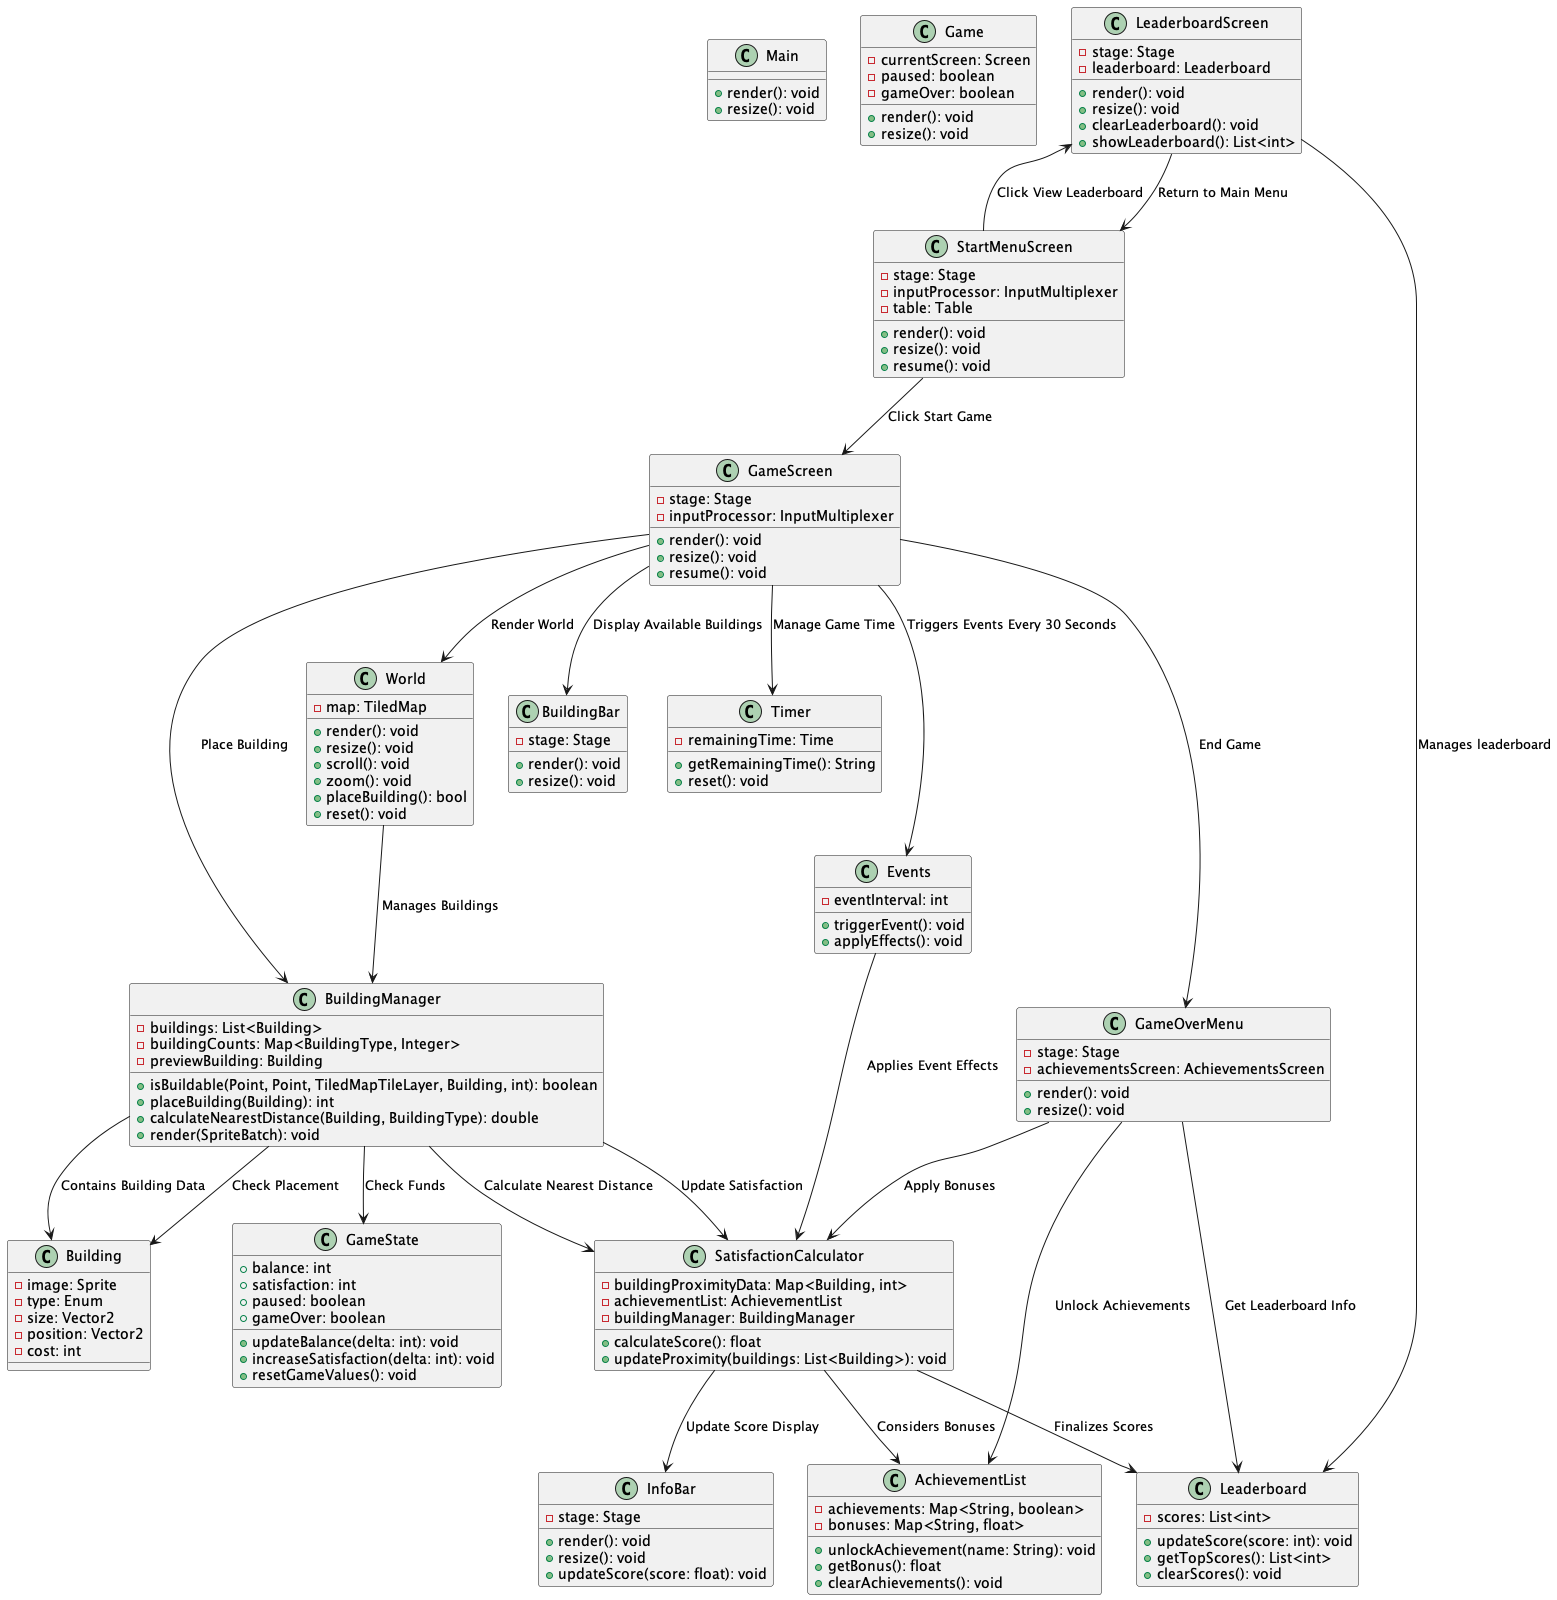 C Main
render(): void
resize(): void
C Game
currentScreen: Screen
paused: boolean
gameOver: boolean
render(): void
resize(): void
C LeaderboardScreen
stage: Stage
leaderboard: Leaderboard
render(): void
resize(): void
clearLeaderboard(): void
showLeaderboard(): List<int>
Click View Leaderboard
Return to Main Menu
C StartMenuScreen
stage: Stage
inputProcessor: InputMultiplexer
table: Table
render(): void
resize(): void
resume(): void
Click Start Game
C GameScreen
stage: Stage
inputProcessor: InputMultiplexer
render(): void
resize(): void
resume(): void
Render World
Display Available Buildings
Manage Game Time
Triggers Events Every 30 Seconds
Place Building
End Game
Manages leaderboard
C World
map: TiledMap
render(): void
resize(): void
scroll(): void
zoom(): void
placeBuilding(): bool
reset(): void
C BuildingBar
stage: Stage
render(): void
resize(): void
C Timer
remainingTime: Time
getRemainingTime(): String
reset(): void
C Events
eventInterval: int
triggerEvent(): void
applyEffects(): void
Manages Buildings
Applies Event Effects
C BuildingManager
buildings: List<Building>
buildingCounts: Map<BuildingType, Integer>
previewBuilding: Building
isBuildable(Point, Point, TiledMapTileLayer, Building, int): boolean
placeBuilding(Building): int
calculateNearestDistance(Building, BuildingType): double
render(SpriteBatch): void
C GameOverMenu
stage: Stage
achievementsScreen: AchievementsScreen
render(): void
resize(): void
Contains Building Data
Check Placement
Check Funds
Calculate Nearest Distance
Update Satisfaction
Apply Bonuses
Unlock Achievements
Get Leaderboard Info
C Building
image: Sprite
type: Enum
size: Vector2
position: Vector2
cost: int
C GameState
balance: int
satisfaction: int
paused: boolean
gameOver: boolean
updateBalance(delta: int): void
increaseSatisfaction(delta: int): void
resetGameValues(): void
C SatisfactionCalculator
buildingProximityData: Map<Building, int>
achievementList: AchievementList
buildingManager: BuildingManager
calculateScore(): float
updateProximity(buildings: List<Building>): void
Update Score Display
Considers Bonuses
Finalizes Scores
C InfoBar
stage: Stage
render(): void
resize(): void
updateScore(score: float): void
C AchievementList
achievements: Map<String, boolean>
bonuses: Map<String, float>
unlockAchievement(name: String): void
getBonus(): float
clearAchievements(): void
C Leaderboard
scores: List<int>
updateScore(score: int): void
getTopScores(): List<int>
clearScores(): void